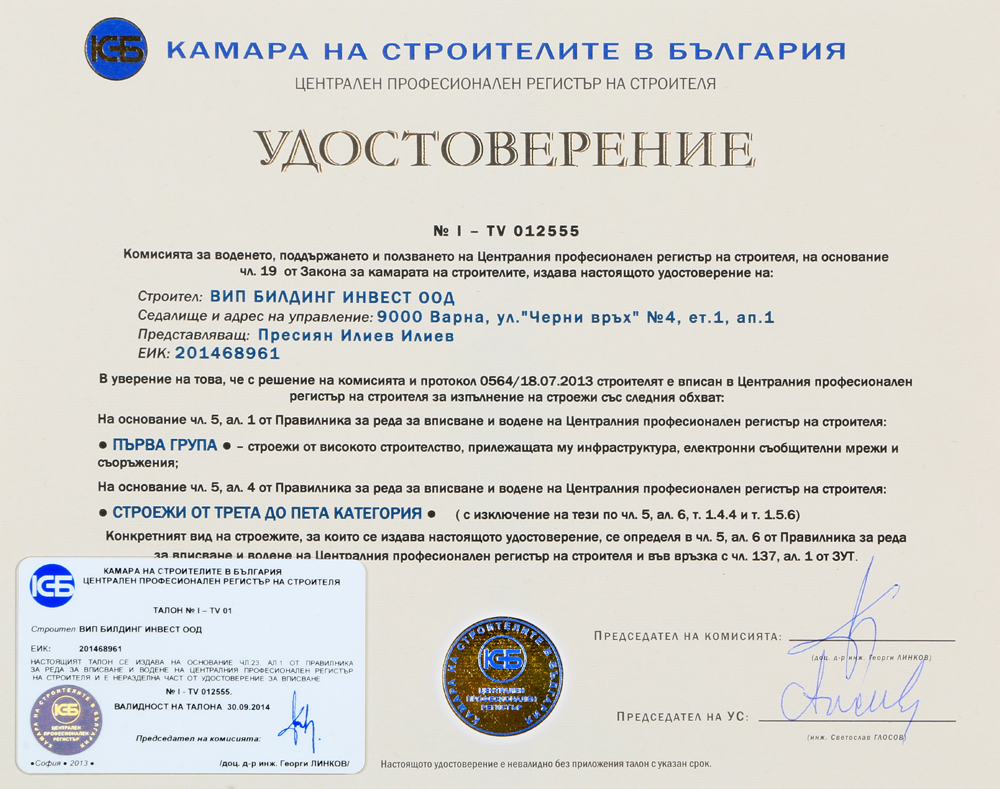 КСБ КАМАРА НА СТРОИТЕЛИТЕ В БЪЛГАРИЯ
ЦЕНТРАЛЕН ПРОФЕСИОНАЛЕН РЕГИСТЪР НА СТРОИТЕЛЯ
УДОСТОВЕРЕНИЕ
№ I – TV 012555
Комисията за воденето, поддържането и ползването на Централния професионален регистър на строителя, на основание
чл. 19 от Закона за камарата на строителите, издава настоящото удостоверение на:
Строител: ВИП БИЛДИНГ ИНВЕСТ ООД
Седалище и адрес на управление: 9000 Варна, ул."Черни връх" №4, ет.1, ап.1
Представляващ: Пресиян Илиев Илиев
ЕИК: 201468961
В уверение на това, че с решение на комисията и протокол 0564/18.07.2013 строителят е вписан в Централния професионален
регистър на строителя за изпълнение на строежи със следния обхват:
На основание чл. 5, ал. 1 от Правилника за реда за вписване и водене на Централния професионален регистър на строителя:
● ПЪРВА ГРУПА ● – строежи от високото строителство, прилежащата му инфраструктура, електронни съобщителни мрежи и
съоръжения;
На основание чл. 5, ал. 4 от Правилника за реда за вписване и водене на Централния професионален регистър на строителя:
● СТРОЕЖИ ОТ ТРЕТА ДО ПЕТА КАТЕГОРИЯ ● ( с изключение на тези по чл. 5, ал. 6, т. 1.4.4 и т. 1.5.6)
Конкретният вид на строежите, за които се издава настоящото удостоверение, се определя в чл. 5, ал. 6 от Правилника за реда
за вписване и водене на Централния професионален регистър на строителя и във връзка с чл. 137, ал. 1 от ЗУТ.
КСБ КАМАРА НА СТРОИТЕЛИТЕ В БЪЛГАРИЯ
ЦЕНТРАЛЕН ПРОФЕСИОНАЛЕН РЕГИСТЪР НА СТРОИТЕЛЯ
ТАЛОН № I – TV 01
Строител ВИП БИЛДИНГ ИНВЕСТ ООД
ЕИК: 201468961
НАСТОЯЩИЯТ ТАЛОН СЕ ИЗДАВА НА ОСНОВАНИЕ ЧЛ.23, АЛ.1 ОТ ПРАВИЛНИКА
ЗА РЕДА ЗА ВПИСВАНЕ И ВОДЕНЕ НА ЦЕНТРАЛНИЯ ПРОФЕСИОНАЛЕН РЕГИСТЪР
НА СТРОИТЕЛЯ И Е НЕРАЗДЕЛНА ЧАСТ ОТ УДОСТОВЕРЕНИЕ ЗА ВПИСВАНЕ
№ I - TV 012555.
ВАЛИДНОСТ НА ТАЛОНА 30.09.2014
КАМАРА НА СТРОИТЕЛИТЕ В БЪЛГАРИЯ
КСБ
ЦЕНТРАЛЕН
ПРОФЕСИОНАЛЕН
РЕГИСТЪР
Председател на комисията:
●София ● 2013 ● /доц. д-р инж. Георги ЛИНКОВ/
КАМАРА НА СТРОИТЕЛИТЕ В БЪЛГАРИЯ
КСБ
ЦЕНТРАЛЕН
ПРОФЕСИОНАЛЕН
РЕГИСТЪР
ПРЕДСЕДАТЕЛ НА КОМИСИЯТА:
(доц. д-р инж. Георги ЛИНКОВ)
ПРЕДСЕДАТЕЛ НА УС:
(инж. Светослав ГЛОСОВ)
Настоящото удостоверение е невалидно без приложения талон с указан срок.